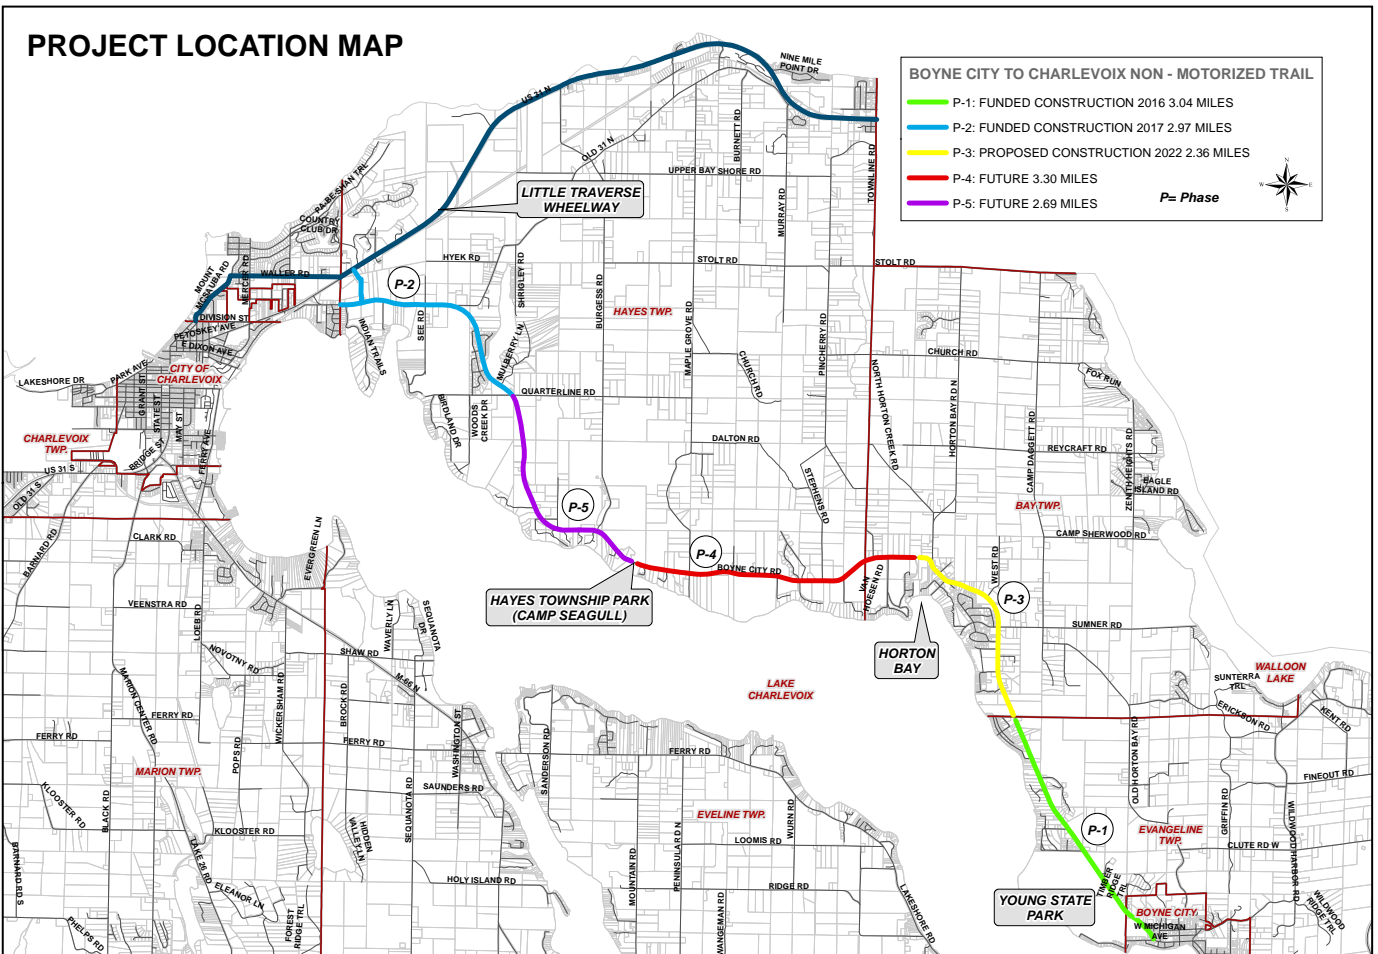 PROJECT LOCATION MAP
BOYNE CITY TO CHARLEVOIX NON - MOTORIZED TRAIL
P-1: FUNDED CONSTRUCTION 2016 3.04 MILES
P-2: FUNDED CONSTRUCTION 2017 2.97 MILES
P-3: PROPOSED CONSTRUCTION 2022 2.36 MILES
P-4: FUTURE 3.30 MILES
P-5: FUTURE 2.69 MILES
P= Phase
N
W
E
S
NINE MILE
POINT DR
US 31 N
OLD 31 N
BURNETT RD
UPPER BAY SHORE RD
TOWNLINE RD
MURRAY RD
PA-BE-SHAN TRL
COUNTRY
CLUB DR
LITTLE TRAVERSE
WHEELWAY
MOUNT
MCSAUBA RD
MERCER RD
WALLER RD
HYEK RD
SHRIGLEY RD
BURGESS RD
STOLT RD
STOLT RD
P-2
HAYES TWP.
DIVISION ST
PETOSKEY AVE
E DIXON AVE
INDIAN TRAILS
SEE RD
MULBERRY LN
MAPLE GROVE RD
PINCHERRY RD
CHURCH RD
CHURCH RD
NORTH HORTON CREEK RD
HORTON BAY RD N
FOX RUN
LAKESHORE DR
PARK AVE
CITY OF
CHARLEVOIX
GRANT ST
STATE ST
MAY ST
BRIDGE ST
FERRY AVE
QUARTERLINE RD
BIRDLAND DR
WOODS
CREEK DR
DALTON RD
CAMP DAGGETT RD
REYCRAFT RD
ZENITH HEIGHTS RD
EAGLE
ISLAND RD
CHARLEVOIX
TWP.
US 31 S
OLD 31 S
STEPHENS RD
BAY TWP.
P-5
CAMP SHERWOOD RD
BARNARD RD
CLARK RD
EVERGREEN LN
P-4
BOYNE CITY RD
VAN
HOESEN RD
WEST RD
P-3
VEENSTRA RD
LOEB RD
WAVERLY LN
SEQUANOTA
DR
HAYES TOWNSHIP PARK
(CAMP SEAGULL)
SUMNER RD
HORTON
BAY
NOVOTNY RD
SHAW RD
M-66 N
LAKE
CHARLEVOIX
WALLOON
LAKE
SUNTERRA
TRL
ERICKSON RD
KENT RD
MARION CENTER RD
WICKERSHAM RD
BROCK RD
FERRY RD
FERRY RD
FERRY RD
FERRY RD
POPS RD
WASHINGTON ST
SANDERSON RD
OLD HORTON BAY RD
MARION TWP.
SAUNDERS RD
FINEOUT RD
KLOOSTER RD
BLACK RD
KLOOSTER RD
HIDDEN
VALLEY LN
SEQUANOTA RD
EVELINE TWP.
WURN RD
LOOMIS RD
P-1
EVANGELINE
TWP.
GRIFFIN RD
CLUTE RD W
WILDWOOD HARBOR RD
BARNARD RD S
LAKE 26 RD
ELEANOR LN
HOLY ISLAND RD
MOUNTAIN RD
PENINSULA RD N
RIDGE RD
TIMBER
RIDGE
TRL
YOUNG STATE
PARK
BOYNE CITY
W MICHIGAN
AVE
WILDWOOD
RIDGE TRL
PHELPS RD
FOREST
RIDGE TRL
WANGEMAN RD
LAKESHORE RD